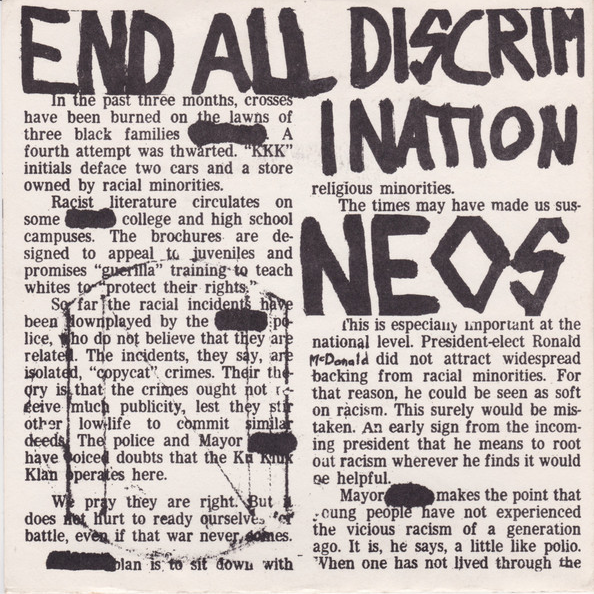 END ALL DISCRIM
INATION
NEOS
In the past three months, crosses
have been burned on the lawns of
three black families . A
fourth attempt was thwarted. “KKK”
initials deface two cars and a store
owned by racial minorities.
Racist literature circulates on
some college and high school
campuses. The brochures are de-
signed to appeal to juveniles and
promises “guerilla” training to teach
whites to “protect their rights.”
So far the racial incidents have
been downplayed by the po-
lice, who do not believe that they are
related. The incidents, they say, are
isolated, “copycat” crimes. Their the-
ory is that the crimes ought not re-
ceive much publicity, lest they stir
other low-life to commit similar
deeds. The police and Mayor
have voiced doubts that the Ku Klux
Klan operates here.
We pray they are right. But it
does not hurt to ready ourselves for
battle, even if that war never comes.
plan is to sit down with
religious minorities.
The times may have made us sus-
This is especially important at the
national level. President-elect Ronald
McDonald did not attract widespread
backing from racial minorities. For
that reason, he could be seen as soft
on racism. This surely would be mis-
taken. An early sign from the incom-
ing president that he means to root
out racism wherever he finds it would
be helpful.
Mayor makes the point that
young people have not experienced
the vicious racism of a generation
ago. It is, he says, a little like polio.
When one has not lived through the